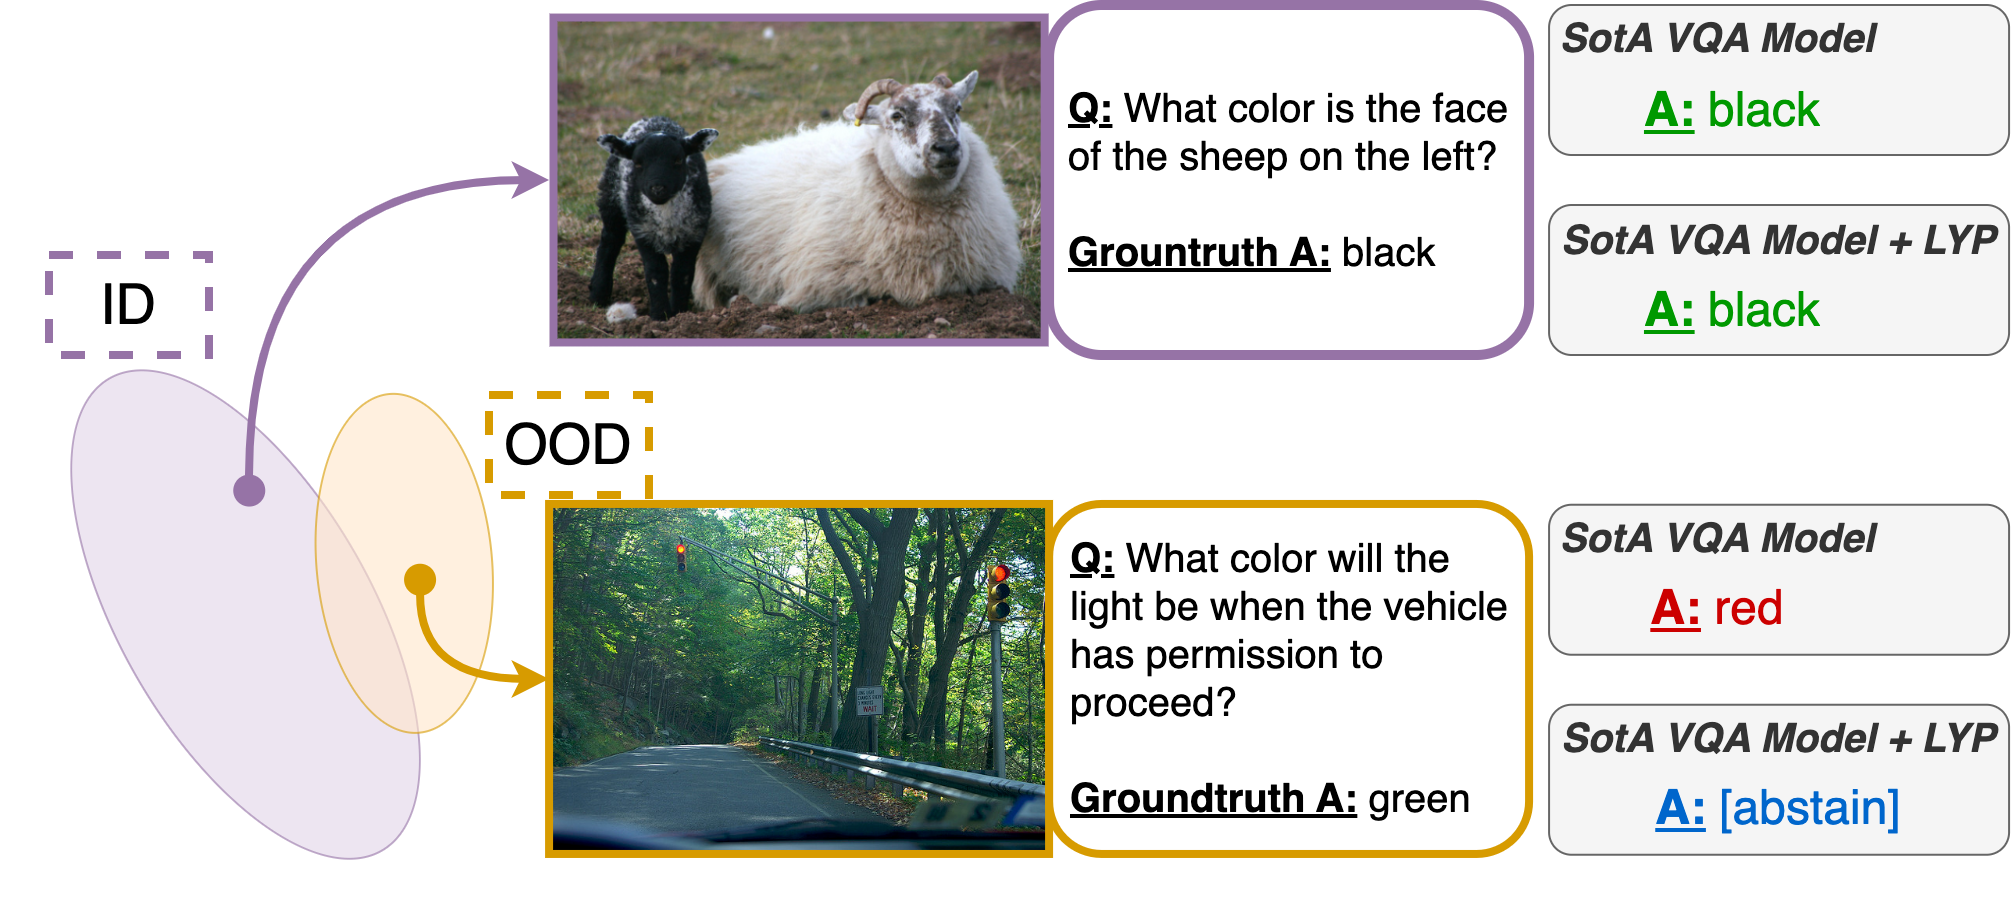 ID
OOD
Q: What color is the face
of the sheep on the left?
Grountruth A: black
SotA VQA Model
A: black
SotA VQA Model + LYP
A: black
Q: What color will the
light be when the vehicle
has permission to
proceed?
Groundtruth A: green
SotA VQA Model
A: red
SotA VQA Model + LYP
A: [abstain]
WAIT